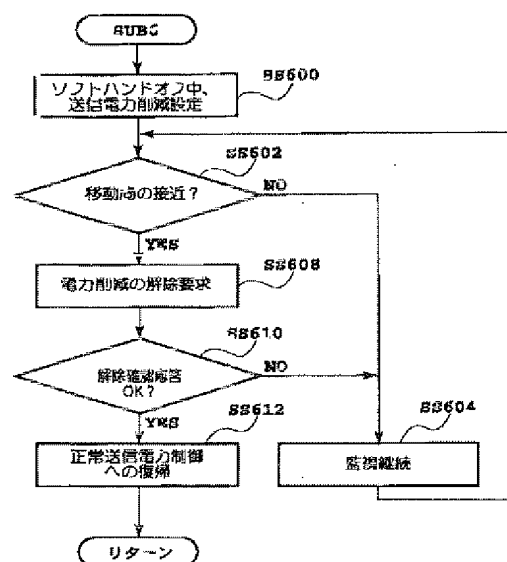 SUB6
ソフトハンドオフ中、
送信電力削減設定
SS600
移動局の接近？
SS602
NO
YES
電力削減の解除要求
SS608
解除確認応答
OK？
SS610
NO
YES
正常送信電力制御
への復帰
SS612
監視継続
SS604
リターン